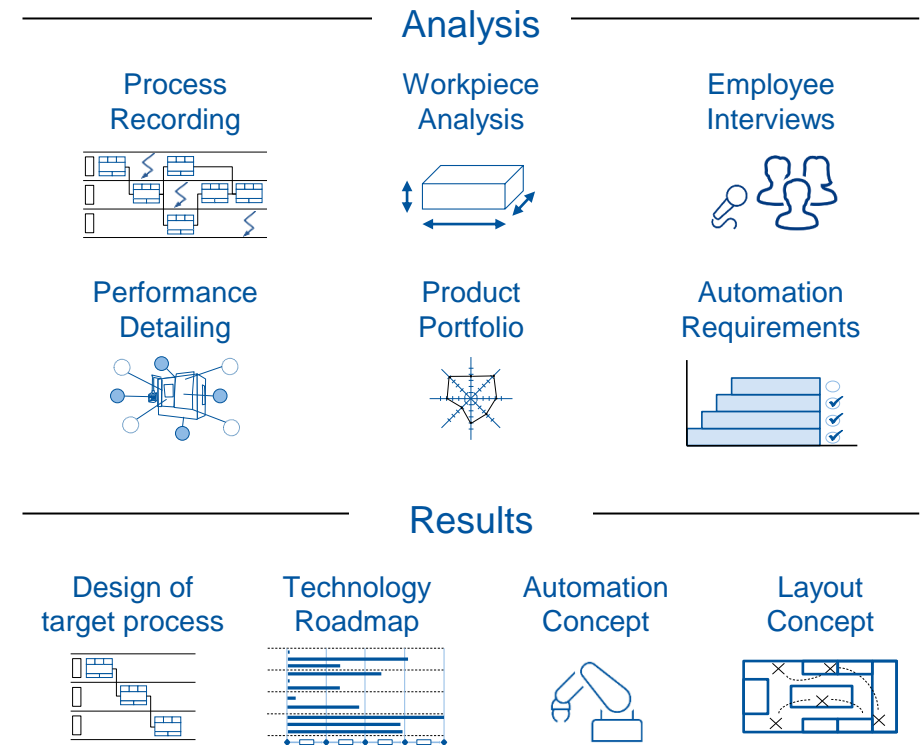 Analysis
Process
Recording
Workpiece
Analysis
Employee
Interviews
Performance
Detailing
Product
Portfolio
Automation
Requirements
Results
Design of
target process
Technology
Roadmap
Automation
Concept
Layout
Concept